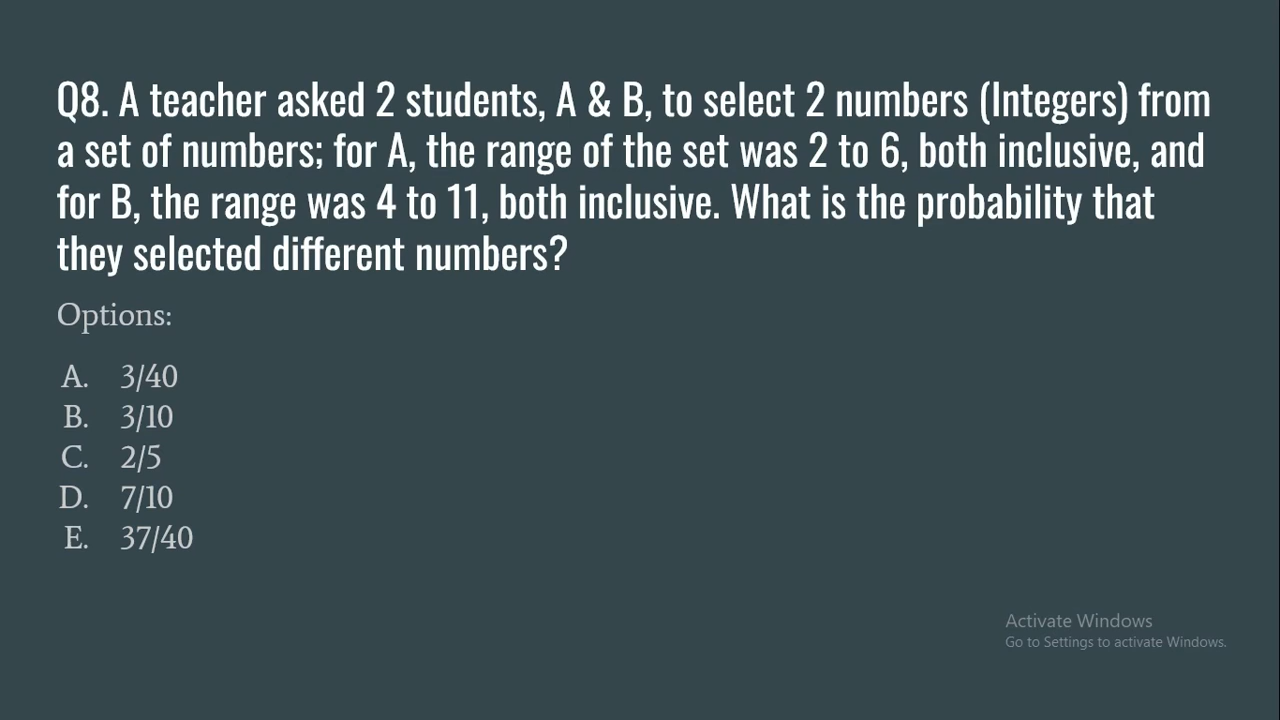 Q8. A teacher asked 2 students, A & B, to select 2 numbers (Integers) from
a set of numbers; for A, the range of the set was 2 to 6, both inclusive, and
for B, the range was 4 to 11, both inclusive. What is the probability that
they selected different numbers?
Options:
A. 3/40
B. 3/10
C. 2/5
D. 7/10
E. 37/40
Activate Windows
Go to Settings to activate Windows.